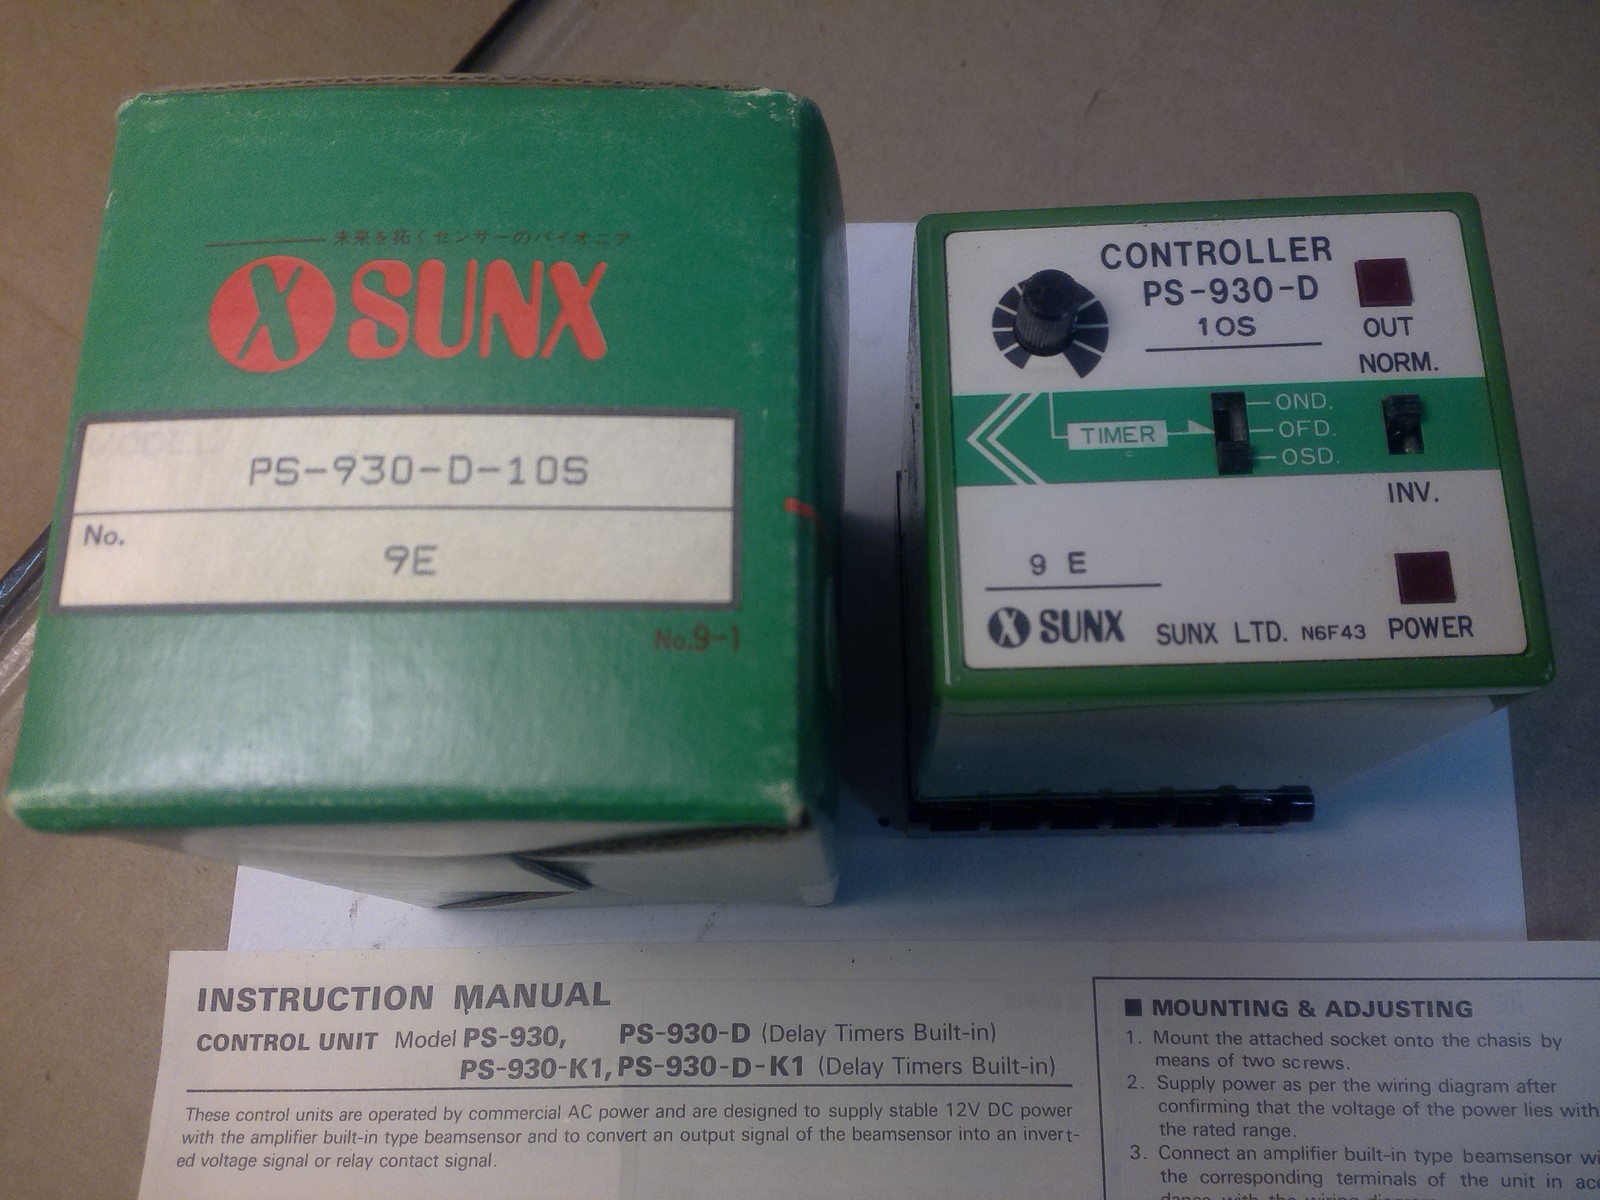 未来を拓くセンサーのパイオニア
SUNX
PS-930-D-10S
No.
9E
No.9-1
CONTROLLER
PS-930-D
10S
OUT
NORM.
TIMER
OND.
OFD.
OSD.
INV.
9 E
SUNX SUNX LTD. N6F43
POWER
INSTRUCTION MANUAL
CONTROL UNIT Model PS-930, PS-930-D (Delay Timers Built-in)
PS-930-K1, PS-930-D-K1 (Delay Timers Built-in)
These control units are operated by commercial AC power and are designed to supply stable 12V DC power
with the amplifier built-in type beamsensor and to convert an output signal of the beamsensor into an invert-
ed voltage signal or relay contact signal.
■ MOUNTING & ADJUSTING
1. Mount the attached socket onto the chasis by
means of two screws.
2. Supply power as per the wiring diagram after
confirming that the voltage of the power lies with
the rated range.
3. Connect an amplifier built-in type beamsensor
the corresponding terminals of the unit in